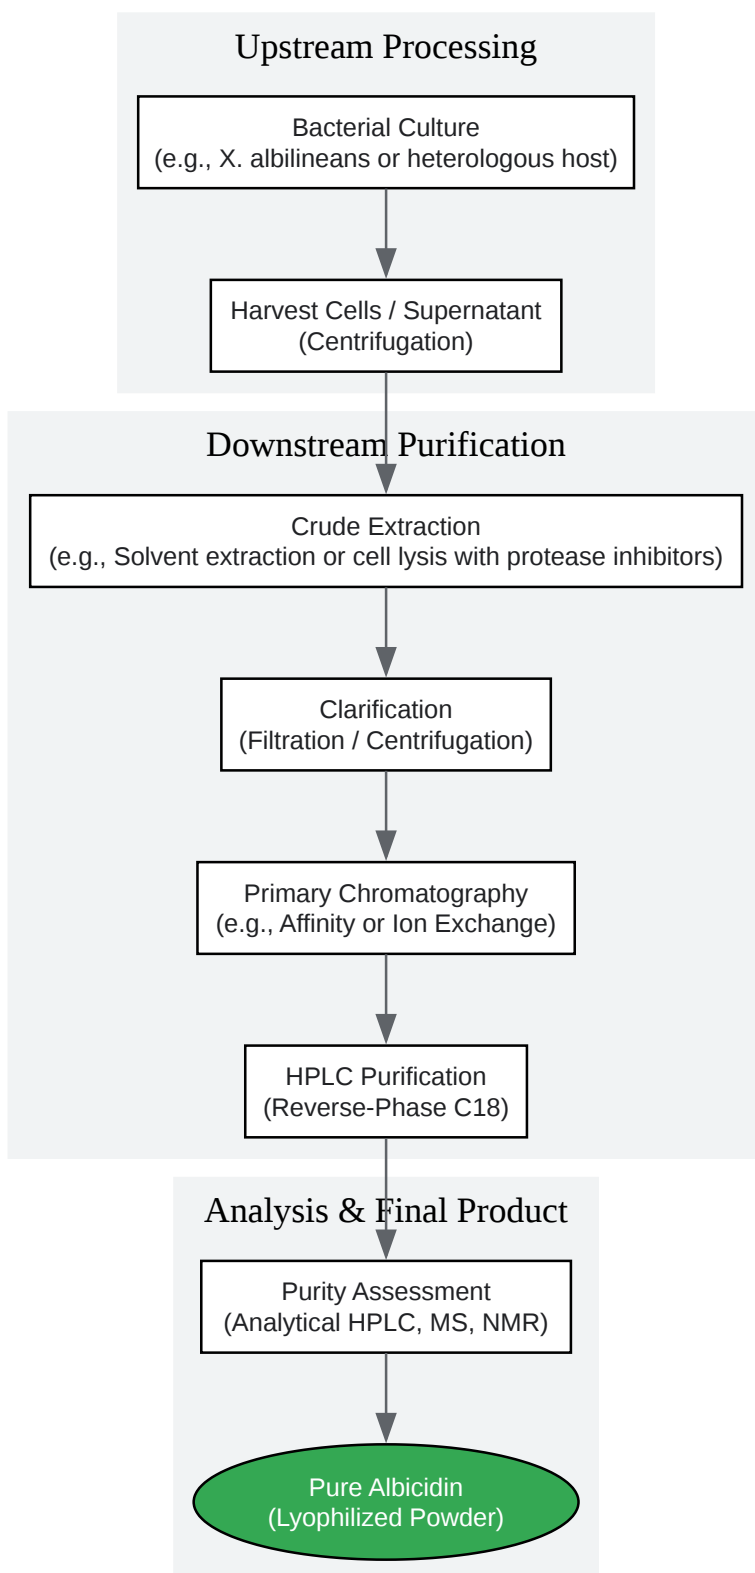 Upstream Processing
Bacterial Culture
(e.g., X. albilineans or heterologous host)
Harvest Cells / Supernatant
(Centrifugation)
Downstream Purification
Crude Extraction
(e.g., Solvent extraction or cell lysis with protease inhibitors)
Clarification
(Filtration / Centrifugation)
Primary Chromatography
(e.g., Affinity or Ion Exchange)
HPLC Purification
(Reverse-Phase C18)
Analysis & Final Product
Purity Assessment
(Analytical HPLC, MS, NMR)
Pure Albicidin
(Lyophilized Powder)